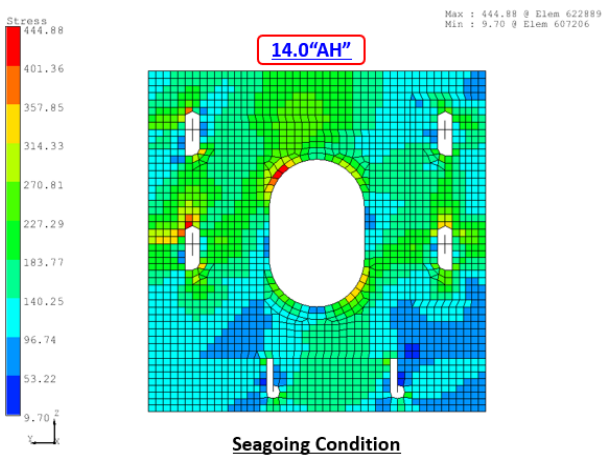 Stress
Max : 444.88 @ Elem 622889
Min : 9.70 @ Elem 607206
14.0“AH”
444.88
401.36
357.85
314.33
270.81
227.29
183.77
140.25
96.74
53.22
9.70
Z
Y
X
Seagoing Condition